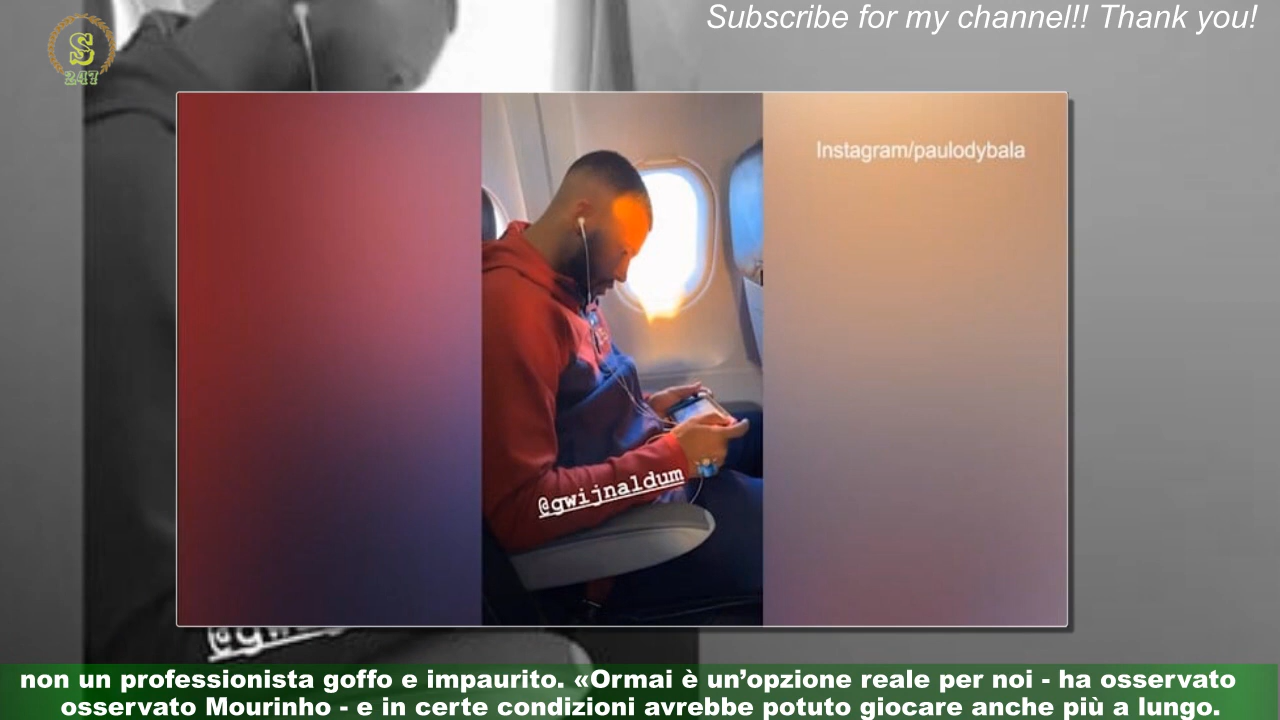 Subscribe for my channel!! Thank you!
S
247
Instagram/paulodybala
@gwijnaldum
@gw
non un professionista goffo e impaurito. «Ormai è un’opzione reale per noi - ha osservato
osservato Mourinho - e in certe condizioni avrebbe potuto giocare anche più a lungo.